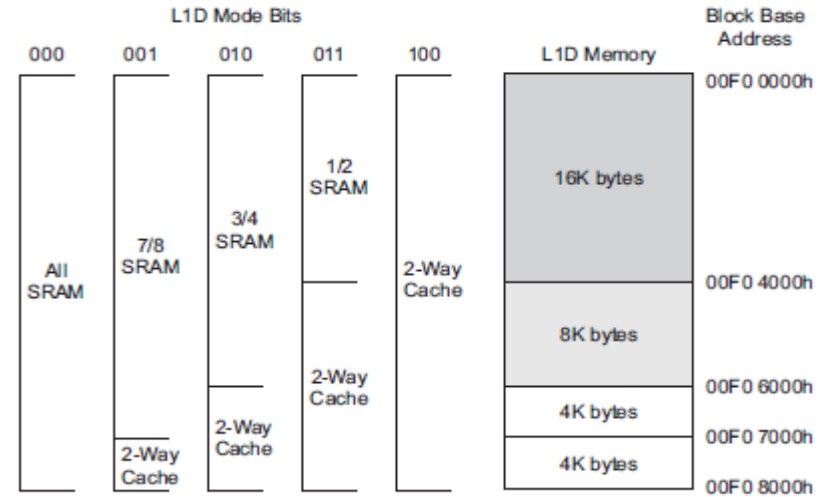 L1D Mode Bits
Block Base
Address
000
001
010
011
100
L1D Memory
00F0 0000h
All
SRAM
7/8
SRAM
2-Way
Cache
3/4
SRAM
2-Way
Cache
1/2
SRAM
2-Way
Cache
2-Way
Cache
16K bytes
00F0 4000h
8K bytes
00F0 6000h
4K bytes
00F0 7000h
4K bytes
00F0 8000h